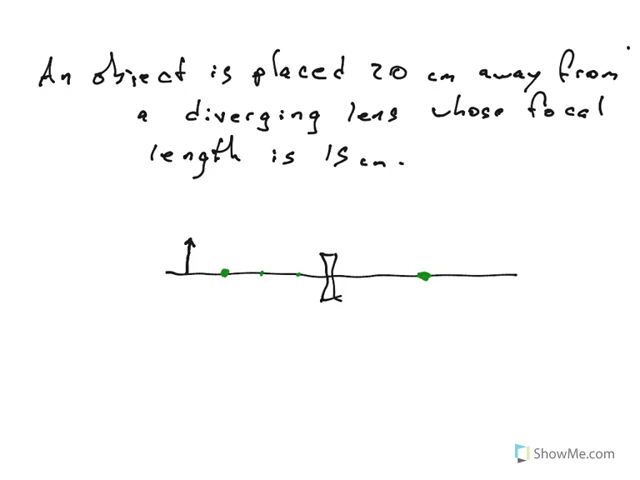 An object is placed 20 cm away from
a diverging lens whose focal
length is 15 cm.
ShowMe.com